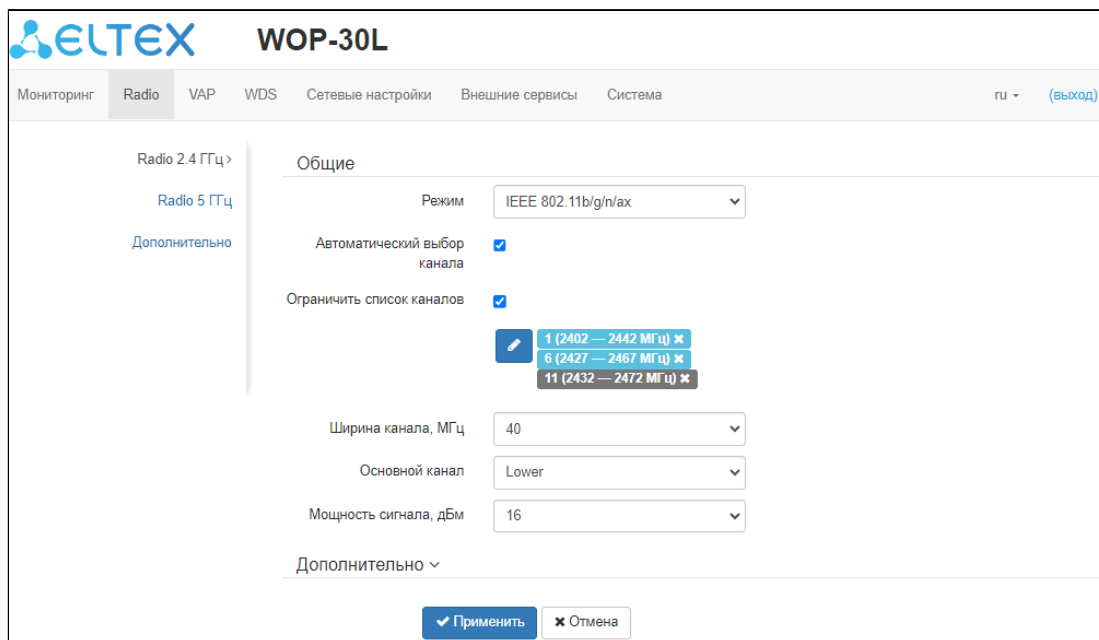 ELTEX WOP-30L
Мониторинг Radio VAP WDS Сетевые настройки Внешние сервисы Система ru (выход)
Radio 2.4 ГГц >
Radio 5 ГГц
Дополнительно
Общие
Режим IEEE 802.11b/g/n/ax
Автоматический выбор
канала
Ограничить список каналов
1 (2402 — 2442 МГц) ✖
6 (2427 — 2467 МГц) ✖
11 (2432 — 2472 МГц) ✖
Ширина канала, МГц 40
Основной канал Lower
Мощность сигнала, дБм 16
Дополнительно
✔ Применить ✖ Отмена